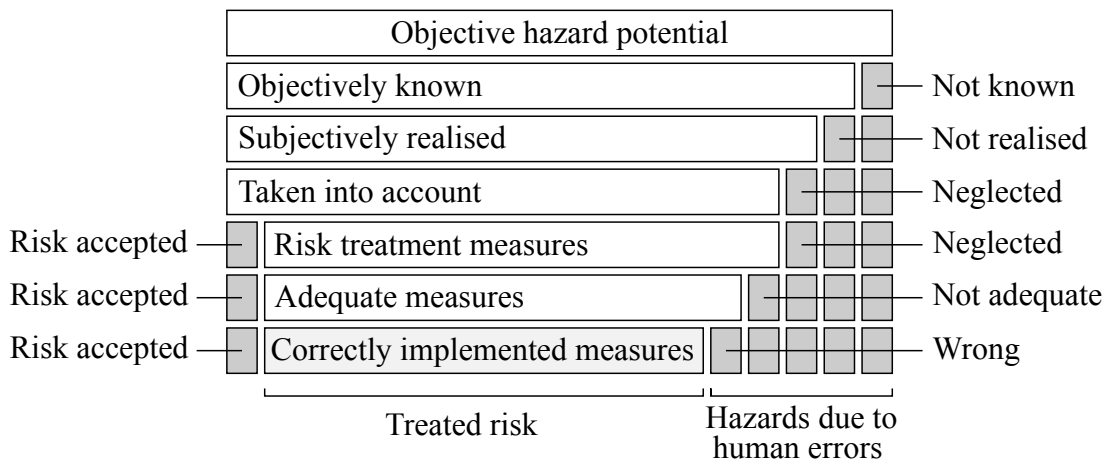 Objective hazard potential
Objectively known
Not known
Subjectively realised
Not realised
Taken into account
Neglected
Risk accepted
Risk treatment measures
Neglected
Risk accepted
Adequate measures
Not adequate
Risk accepted
Correctly implemented measures
Wrong
Treated risk
Hazards due to
human errors